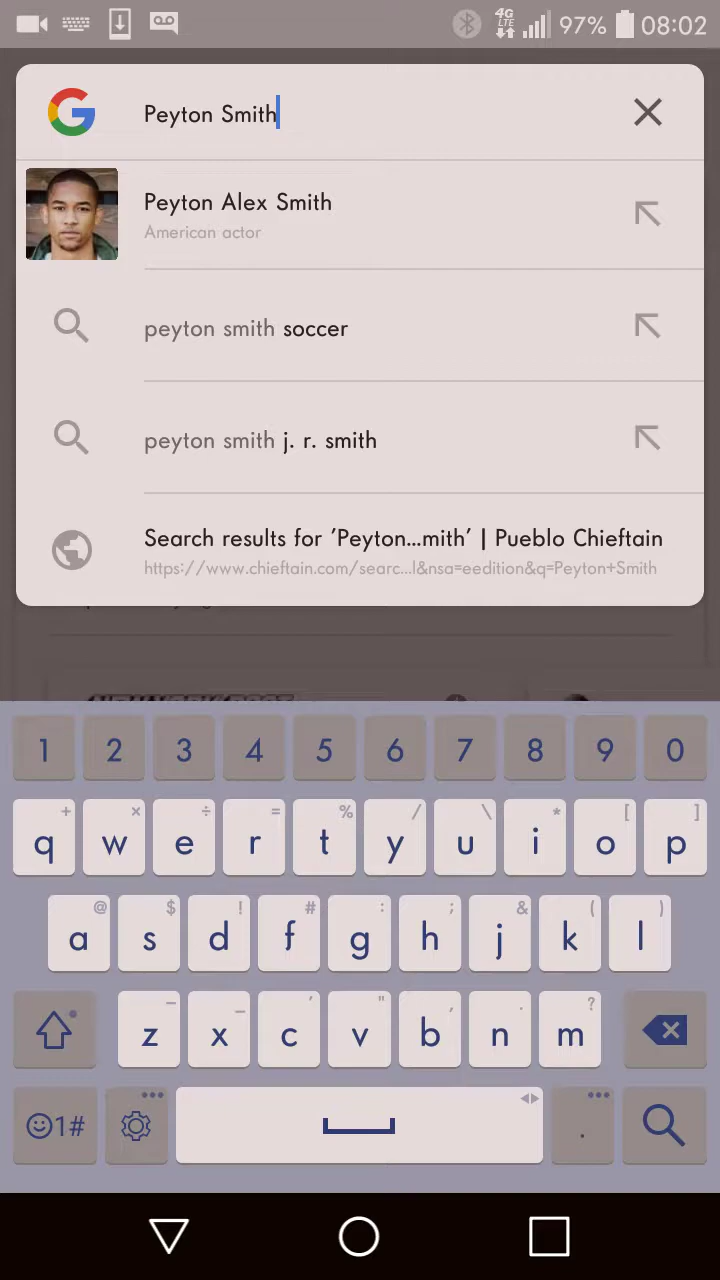 4G LTE 97% 08:02
Peyton Smith
Peyton Alex Smith
American actor
peyton smith soccer
peyton smith j. r. smith
Search results for 'Peyton...mith' | Pueblo Chieftain
https://www.chieftain.com/searc...l&nsa=eedition&q=Peyton+Smith
1 2 3 4 5 6 7 8 9 0
+ × ÷ = % / \ * [ ]
q w e r t y u i o p
@ $ ! # : ; & ( )
a s d f g h j k l
– _ ' " , . ?
z x c v b n m
1# .